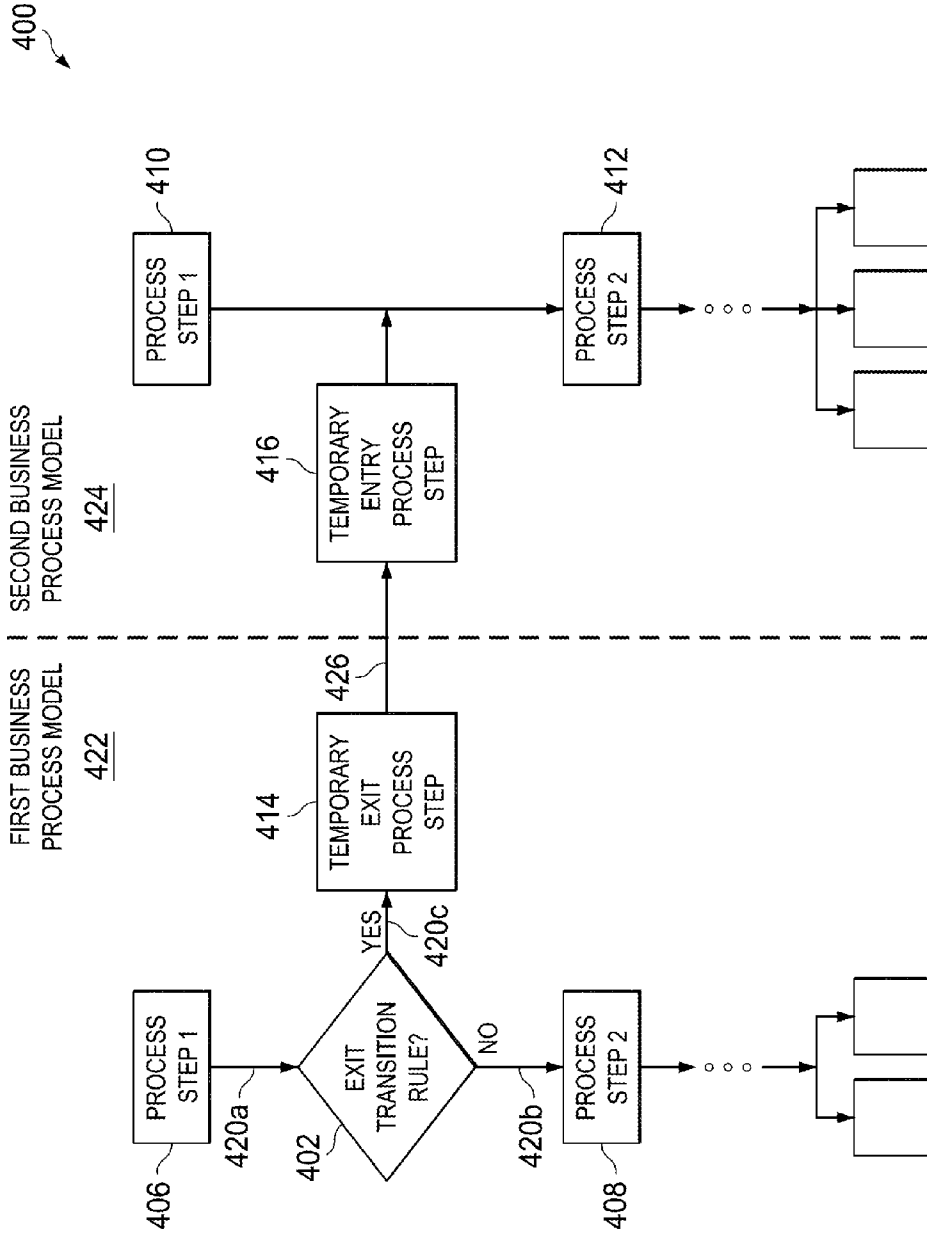 400
FIRST BUSINESS
PROCESS MODEL
422
SECOND BUSINESS
PROCESS MODEL
424
406
PROCESS
STEP 1
420a
402
EXIT
TRANSITION
RULE?
YES
420c
NO
420b
414
TEMPORARY
EXIT
PROCESS
STEP
426
416
TEMPORARY
ENTRY
PROCESS
STEP
410
PROCESS
STEP 1
408
PROCESS
STEP 2
412
PROCESS
STEP 2